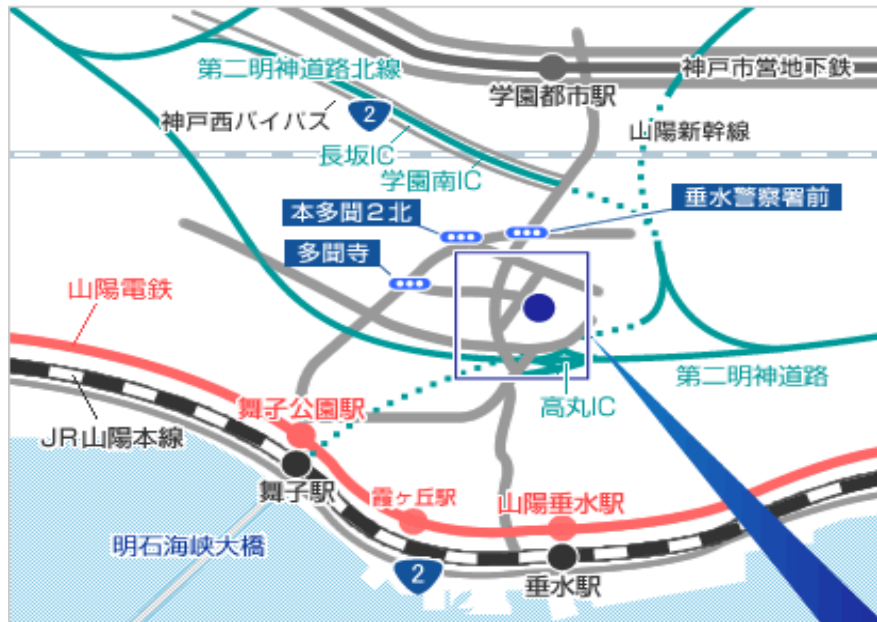 第二明神道路北線
神戸市営地下鉄
学園都市駅
神戸西バイパス
2
山陽新幹線
長坂IC
学園南IC
垂水警察署前
本多聞2北
多聞寺
山陽電鉄
第二明神道路
高丸IC
舞子公園駅
JR山陽本線
舞子駅
霞ヶ丘駅
山陽垂水駅
明石海峡大橋
2
垂水駅